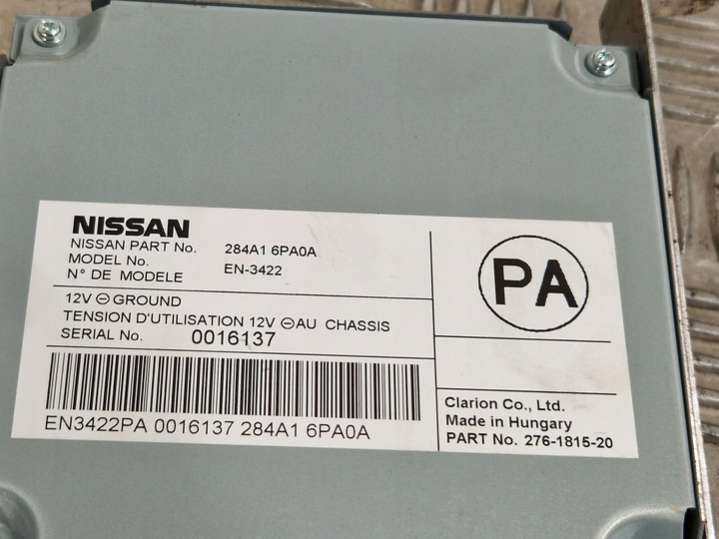 NISSAN
NISSAN PART No. 284A1 6PA0A
MODEL No.
N° DE MODELE EN-3422
12V ⊖ GROUND
TENSION D'UTILISATION 12V ⊖ AU CHASSIS
SERIAL No. 0016137
EN3422PA 0016137 284A1 6PA0A
PA
Clarion Co., Ltd.
Made in Hungary
PART No. 276-1815-20